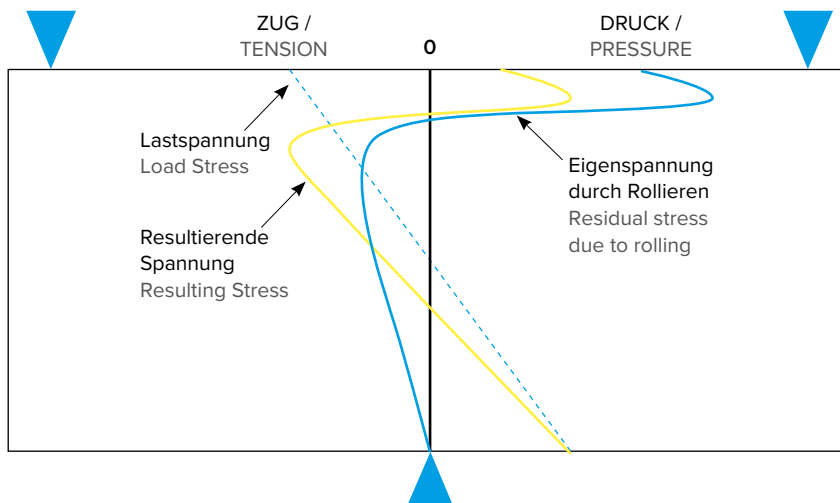 ZUG /
TENSION
0
DRUCK /
PRESSURE
Lastspannung
Load Stress
Eigenspannung
durch Rollieren
Residual stress
due to rolling
Resultierende
Spannung
Resulting Stress